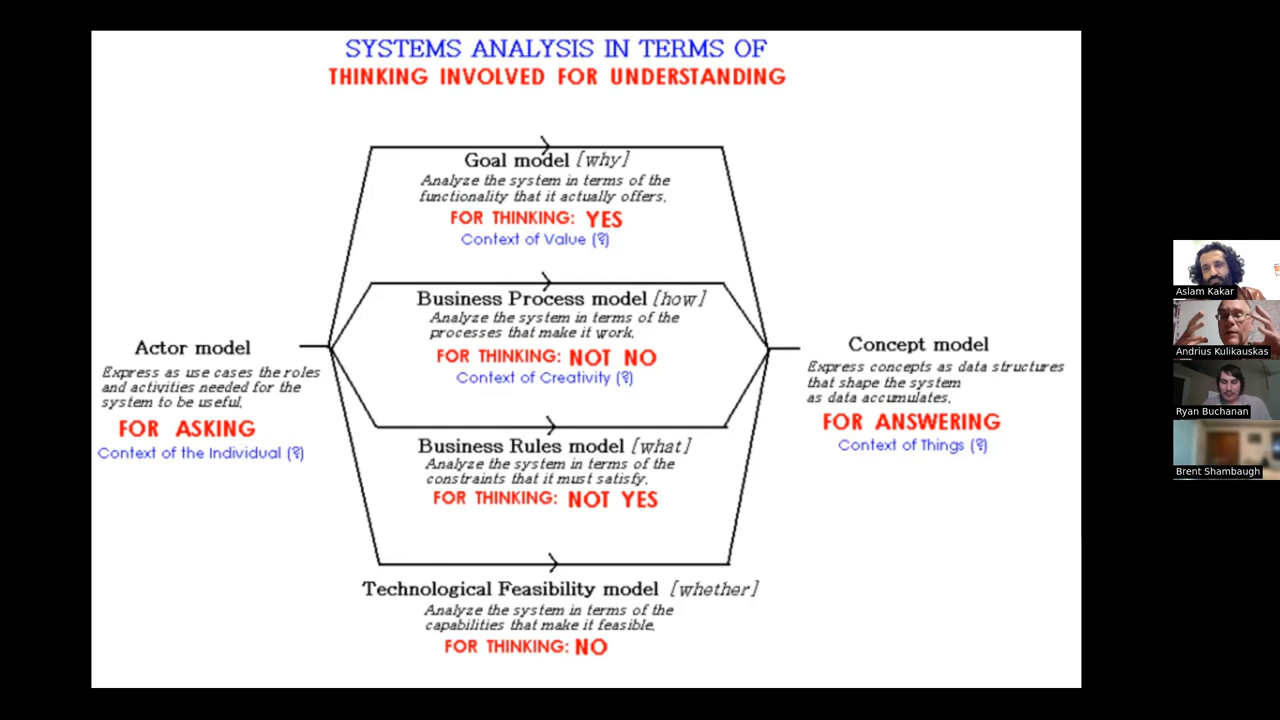 SYSTEMS ANALYSIS IN TERMS OF
THINKING INVOLVED FOR UNDERSTANDING
Goal model [why]
Analyze the system in terms of the
functionality that it actually offers.
FOR THINKING: YES
Context of Value (?)
Business Process model [how]
Analyze the system in terms of the
processes that make it work.
FOR THINKING: NOT NO
Context of Creativity (?)
Actor model
Express as use cases the roles
and activities needed for the
system to be useful.
FOR ASKING
Context of the Individual (?)
Concept model
Express concepts as data structures
that shape the system
as data accumulates.
FOR ANSWERING
Context of Things (?)
Business Rules model [what]
Analyze the system in terms of the
constraints that it must satisfy.
FOR THINKING: NOT YES
Technological Feasibility model [whether]
Analyze the system in terms of the
capabilities that make it feasible.
FOR THINKING: NO
Aslam Kakar
Andrius Kulikauskas
Ryan Buchanan
Brent Shambaugh